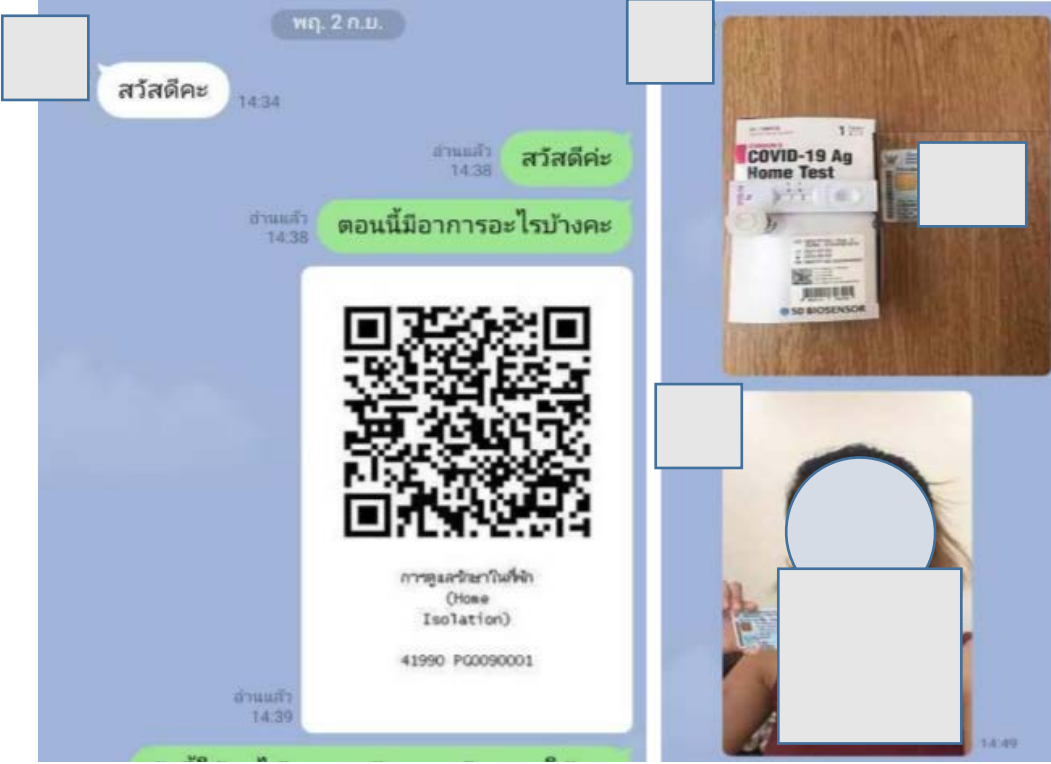 พฤ. 2 ก.ย.
สวัสดีคะ
14:34
อ่านแล้ว
14:38
สวัสดีค่ะ
อ่านแล้ว
14:38
ตอนนี้มีอาการอะไรบ้างคะ
การดูแลรักษาในที่พัก
(Home
Isolation)
41990 PG0090001
อ่านแล้ว
14:39
1
COVID-19 Ag
Home Test
SD BIOSENSOR
14:49